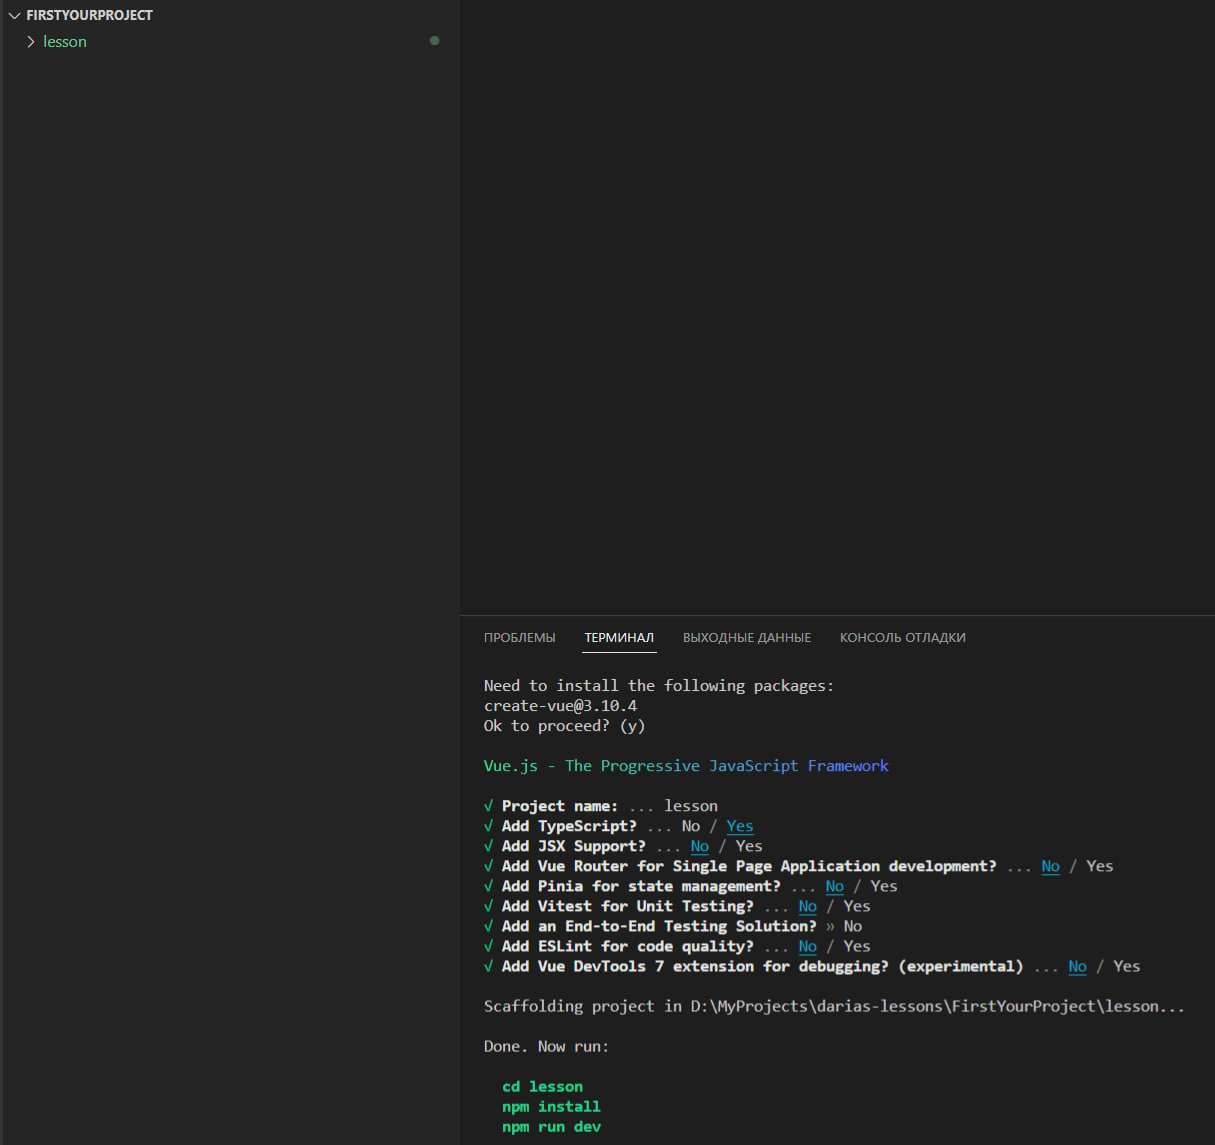 FIRSTYOURPROJECT
lesson
ПРОБЛЕМЫ ТЕРМИНАЛ ВЫХОДНЫЕ ДАННЫЕ КОНСОЛЬ ОТЛАДКИ
Need to install the following packages:
create-vue@3.10.4
Ok to proceed? (y)
Vue.js - The Progressive JavaScript Framework
√ Project name: ... lesson
√ Add TypeScript? ... No / Yes
√ Add JSX Support? ... No / Yes
√ Add Vue Router for Single Page Application development? ... No / Yes
√ Add Pinia for state management? ... No / Yes
√ Add Vitest for Unit Testing? ... No / Yes
√ Add an End-to-End Testing Solution? » No
√ Add ESLint for code quality? ... No / Yes
√ Add Vue DevTools 7 extension for debugging? (experimental) ... No / Yes
Scaffolding project in D:\MyProjects\darias-lessons\FirstYourProject\lesson...
Done. Now run:
cd lesson
npm install
npm run dev